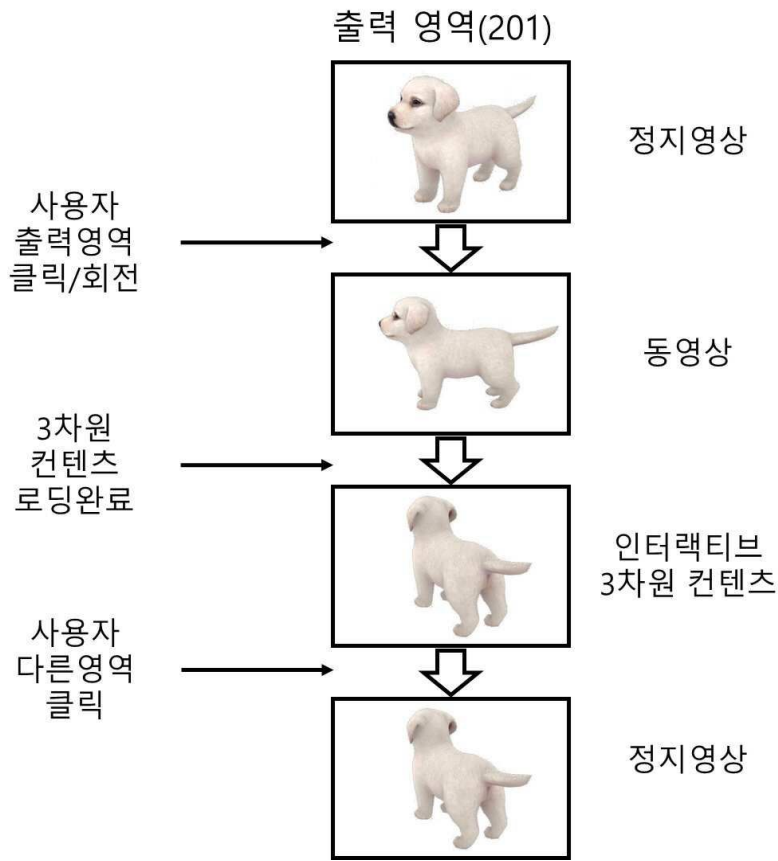 출력 영역(201)
정지영상
사용자
출력영역
클릭/회전
동영상
3차원
컨텐츠
로딩완료
인터랙티브
3차원 컨텐츠
사용자
다른영역
클릭
정지영상